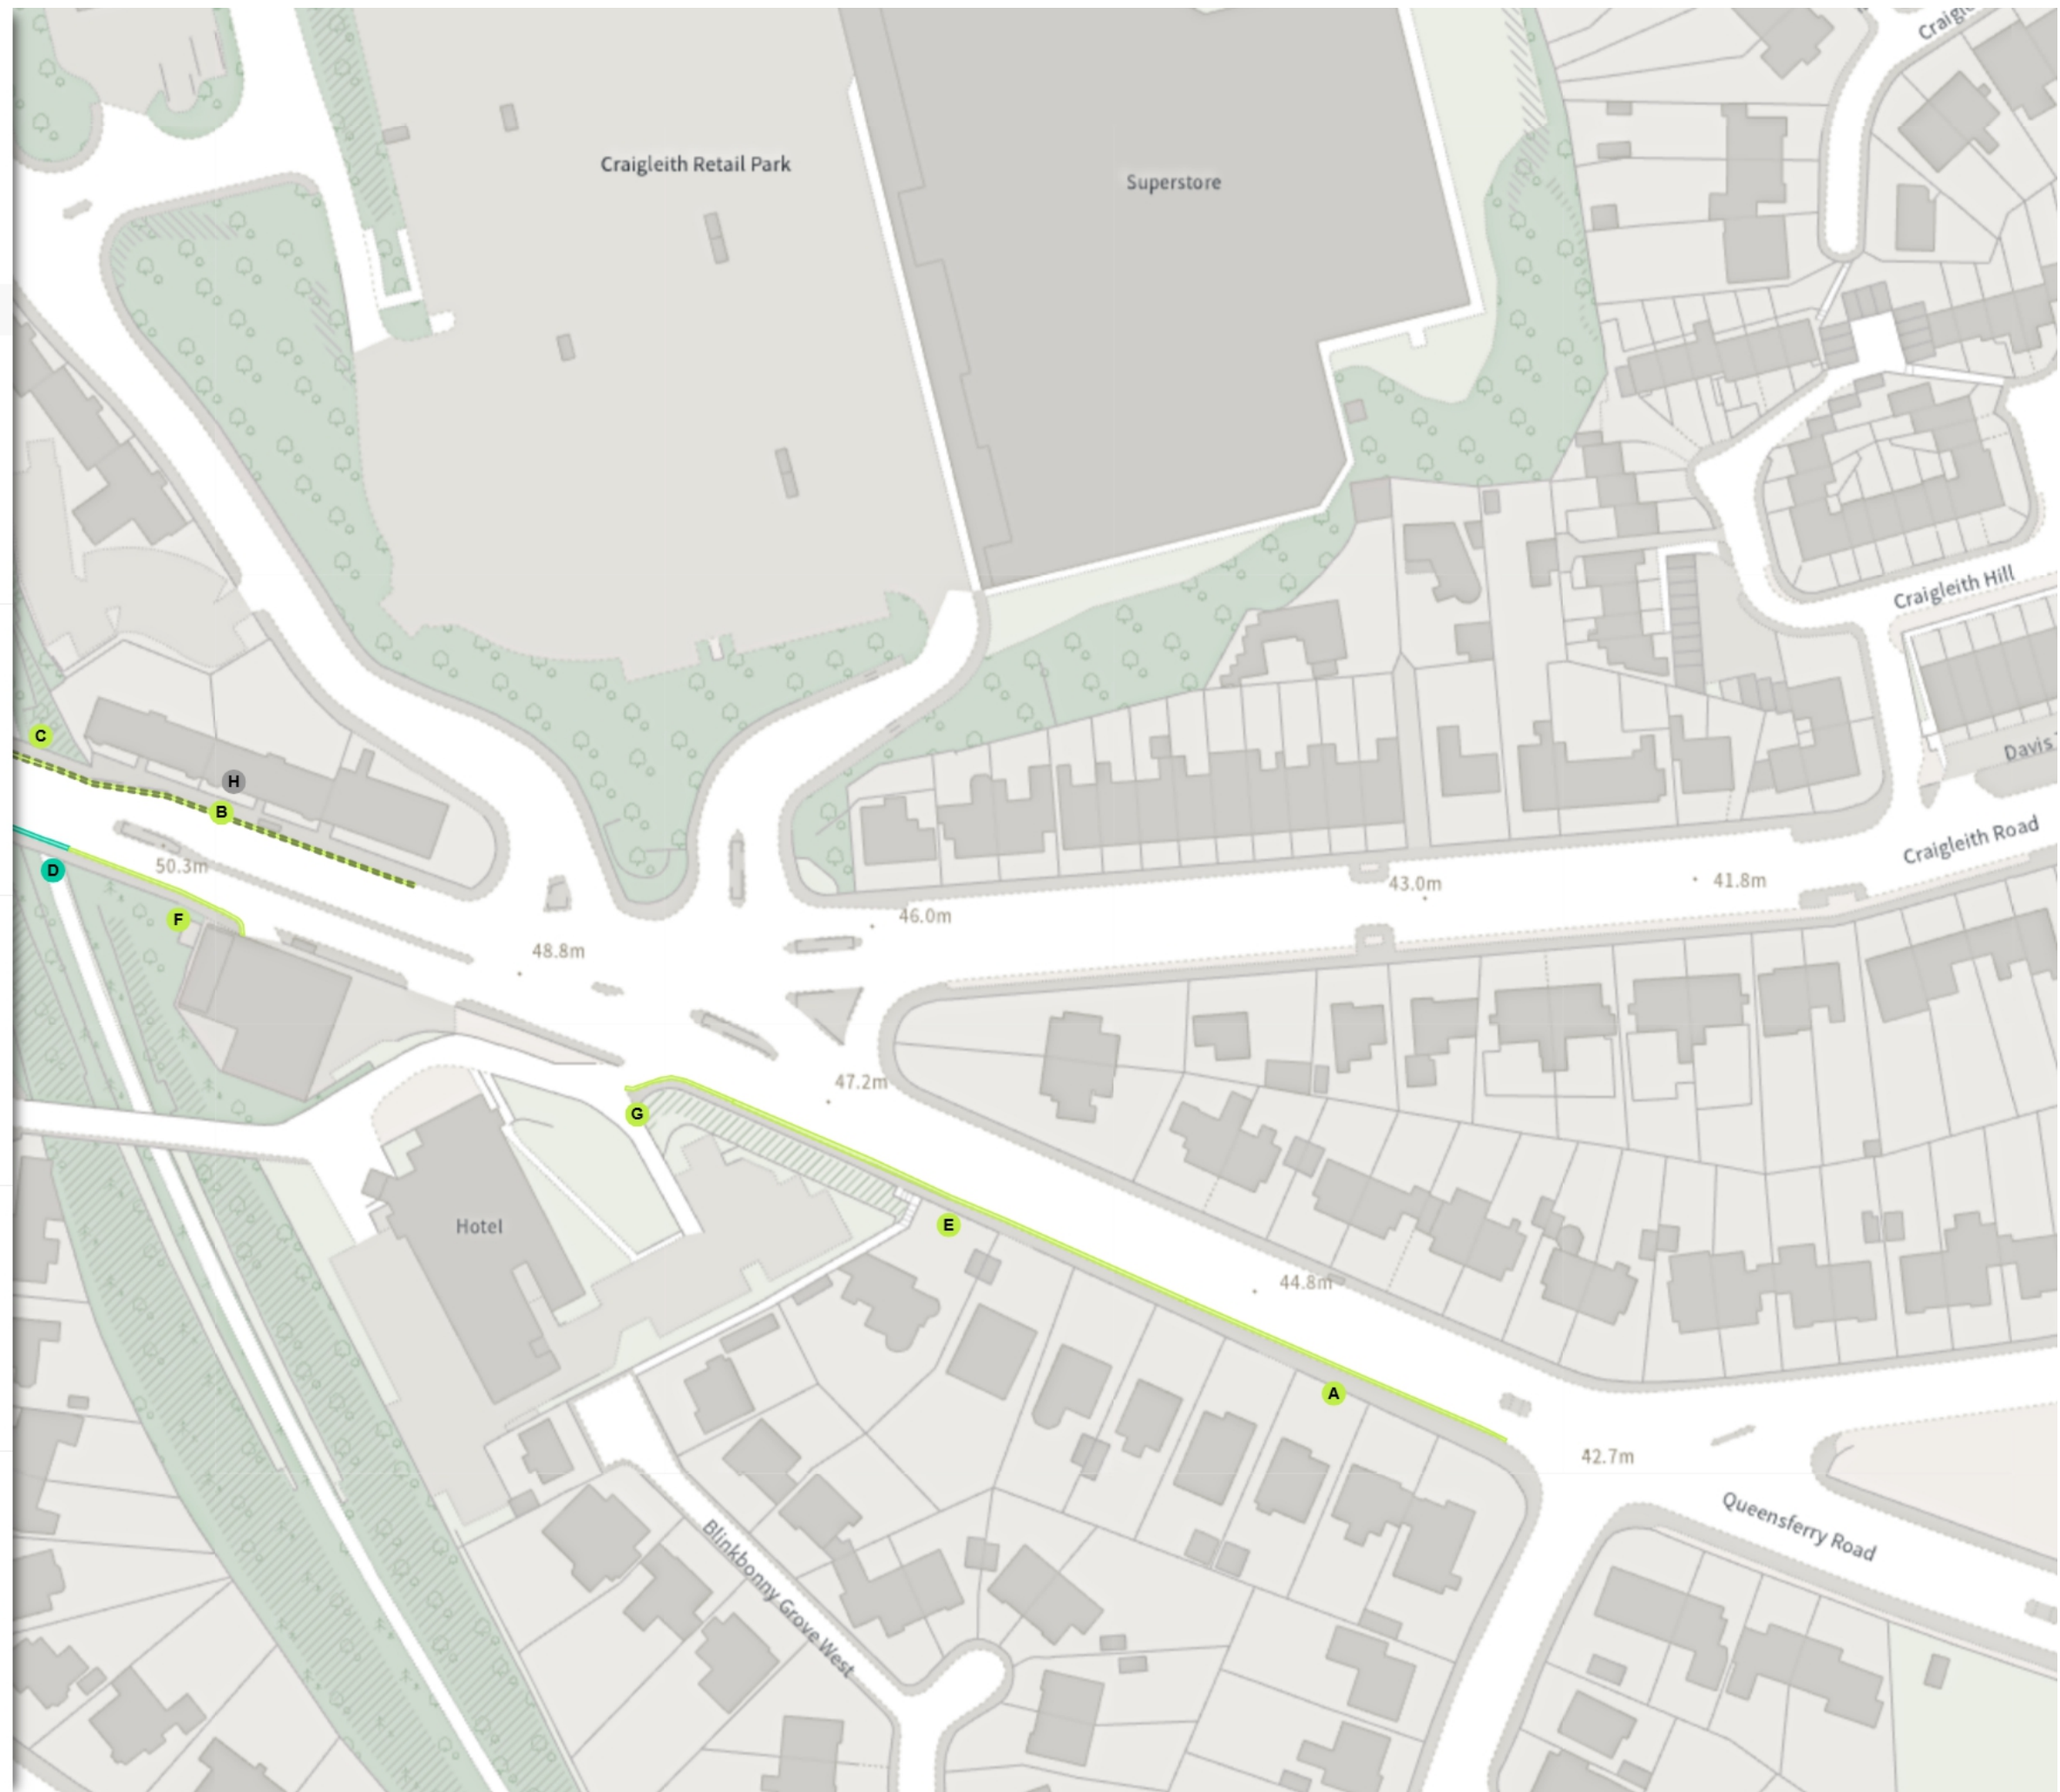 Craigle
Craigleith Retail Park
Superstore
Craigleith Hill
Davis
C
H
B
Craigleith Road
50.3m
D
43.0m
41.8m
F
46.0m
48.8m
47.2m
G
Hotel
E
44.8m
A
42.7m
Queensferry Road
Blinkbonny Grove West